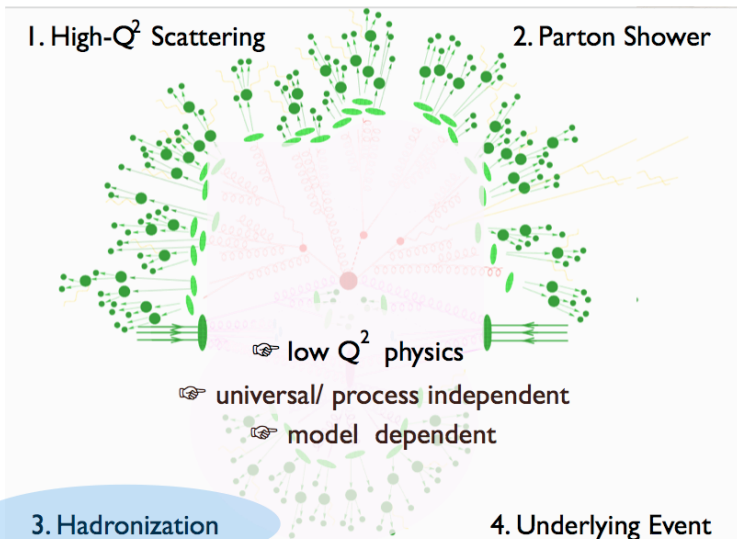 1. High-Q² Scattering
2. Parton Shower
☞ low Q² physics
☞ universal/ process independent
☞ model dependent
3. Hadronization
4. Underlying Event